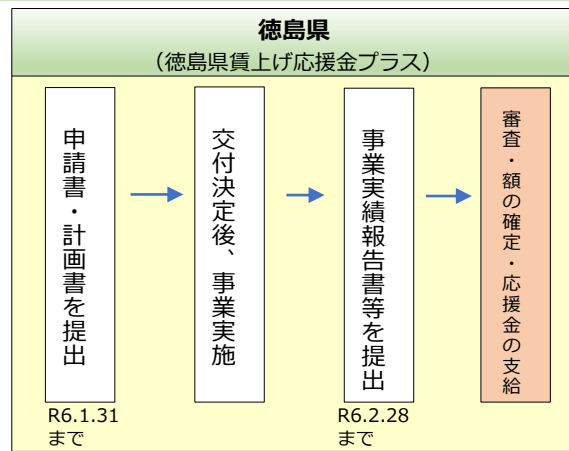 徳島県
（徳島県賃上げ応援金プラス）
申請書・計画書を提出
交付決定後、事業実施
事業実績報告書等を提出
審査・額の確定・応援金の支給
R6.1.31
まで
R6.2.28
まで